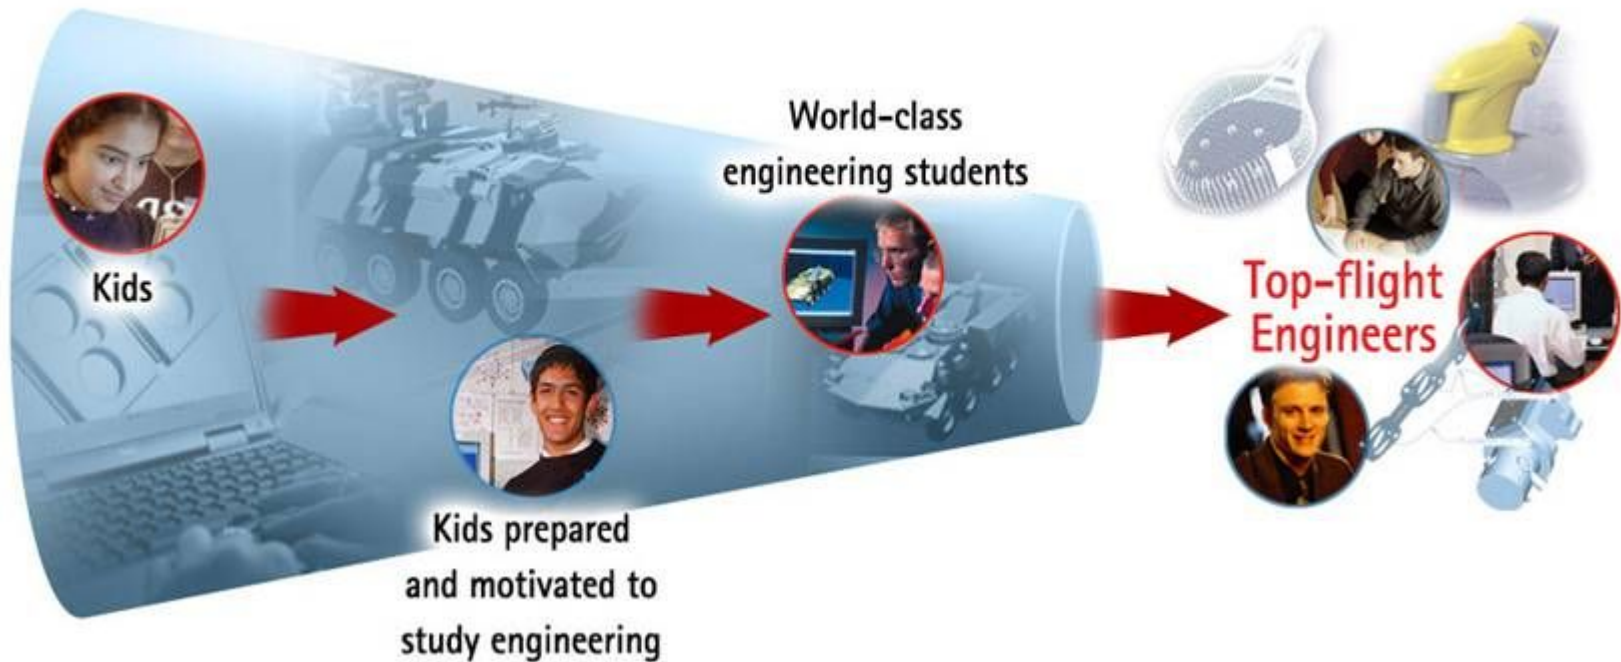 Kids
Kids prepared
and motivated to
study engineering
World-class
engineering students
Top-flight
Engineers